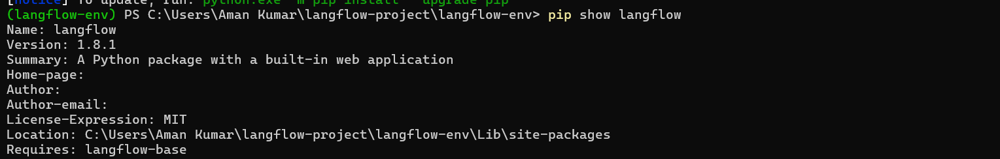 [notice] To update, run: python.exe -m pip install --upgrade pip
(langflow-env) PS C:\Users\Aman Kumar\langflow-project\langflow-env> pip show langflow
Name: langflow
Version: 1.8.1
Summary: A Python package with a built-in web application
Home-page:
Author:
Author-email:
License-Expression: MIT
Location: C:\Users\Aman Kumar\langflow-project\langflow-env\Lib\site-packages
Requires: langflow-base